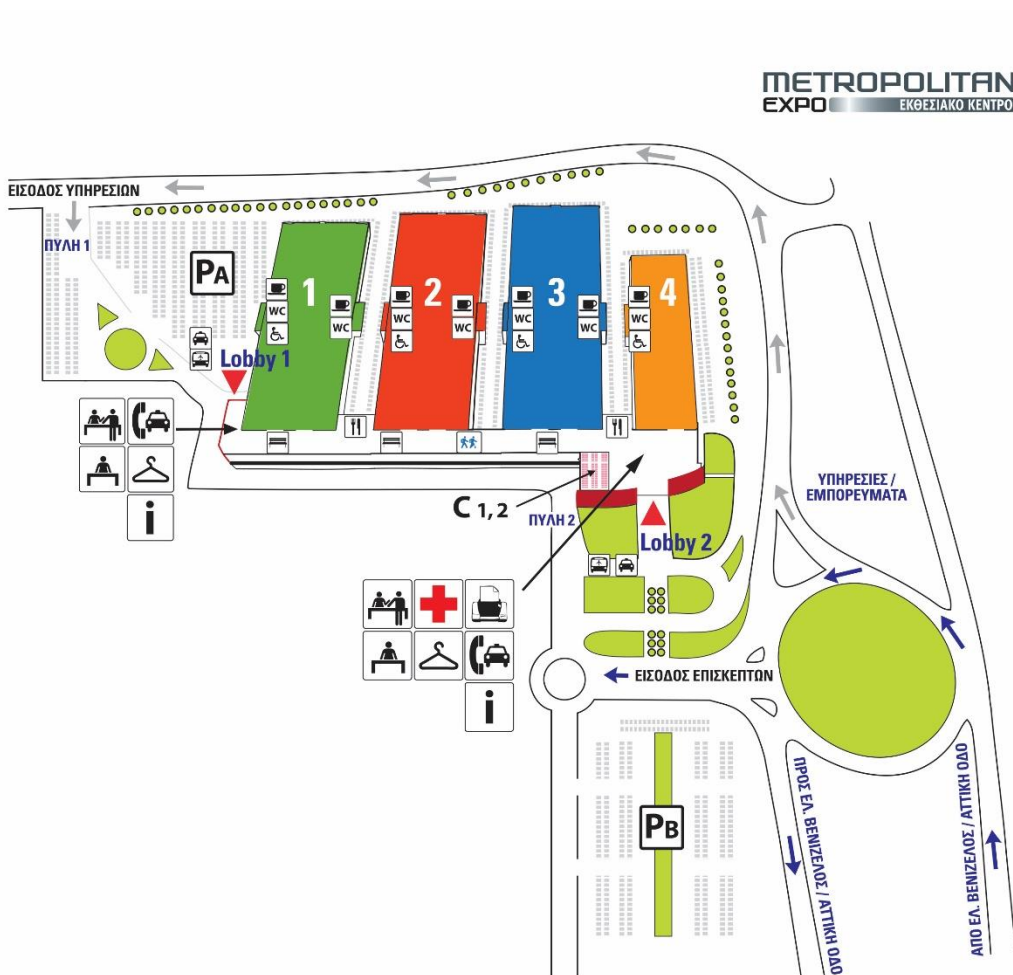 METROPOLITAN
EXPO ΕΚΘΕΣΙΑΚΟ ΚΕΝΤΡΟ
ΕΙΣΟΔΟΣ ΥΠΗΡΕΣΙΩΝ
ΠΥΛΗ 1
PA
1
2
3
4
WC
WC
WC
WC
WC
WC
WC
Lobby 1
C 1,2
ΠΥΛΗ 2
Lobby 2
ΥΠΗΡΕΣΙΕΣ /
ΕΜΠΟΡΕΥΜΑΤΑ
i
i
ΕΙΣΟΔΟΣ ΕΠΙΣΚΕΠΤΩΝ
PB
ΠΡΟΣ ΕΛ. ΒΕΝΙΖΕΛΟΣ / ΑΤΤΙΚΗ ΟΔΟ
ΑΠΟ ΕΛ. ΒΕΝΙΖΕΛΟΣ / ΑΤΤΙΚΗ ΟΔΟ